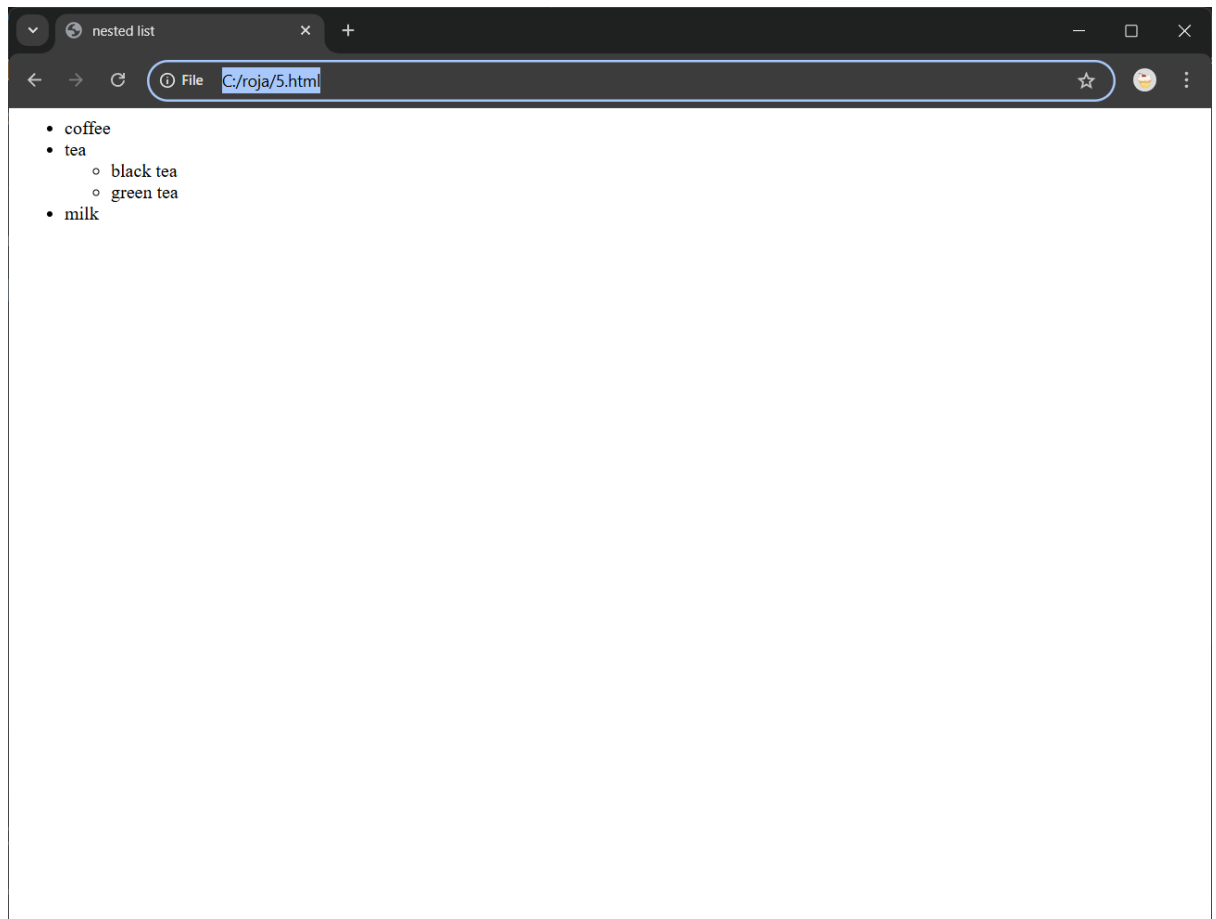 nested list
File C:/roja/5.html
coffee
tea
black tea
green tea
milk